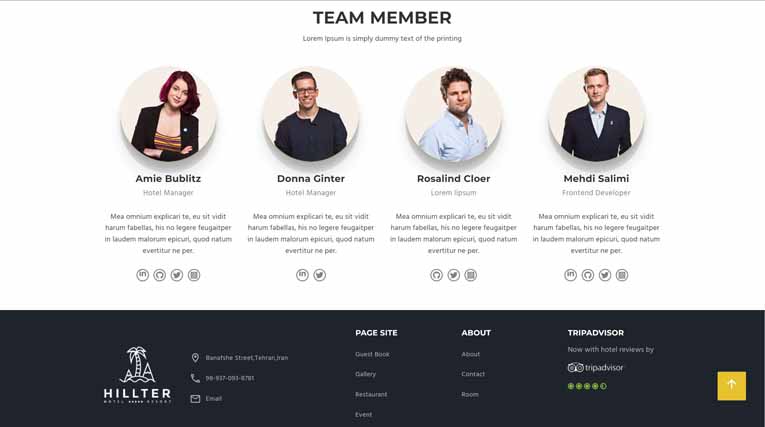 TEAM MEMBER
Lorem Ipsum is simply dummy text of the printing
Amie Bublitz
Hotel Manager
Mea omnium explicari te, eu sit vidit
harum fabellas, his no legere feugaitper
in laudem malorum epicuri, quod natum
evertitur ne per.
Donna Ginter
Hotel Manager
Mea omnium explicari te, eu sit vidit
harum fabellas, his no legere feugaitper
in laudem malorum epicuri, quod natum
evertitur ne per.
Rosalind Cloer
Lorem Iipsum
Mea omnium explicari te, eu sit vidit
harum fabellas, his no legere feugaitper
in laudem malorum epicuri, quod natum
evertitur ne per.
Mehdi Salimi
Frontend Developer
Mea omnium explicari te, eu sit vidit
harum fabellas, his no legere feugaitper
in laudem malorum epicuri, quod natum
evertitur ne per.
HILLTER
HOTEL ★★★★★ RESORT
Banafshe Street,Tehran,Iran
98-937-093-8781
Email
PAGE SITE
Guest Book
Gallery
Restaurant
Event
ABOUT
About
Contact
Room
TRIPADVISOR
Now with hotel reviews by
tripadvisor